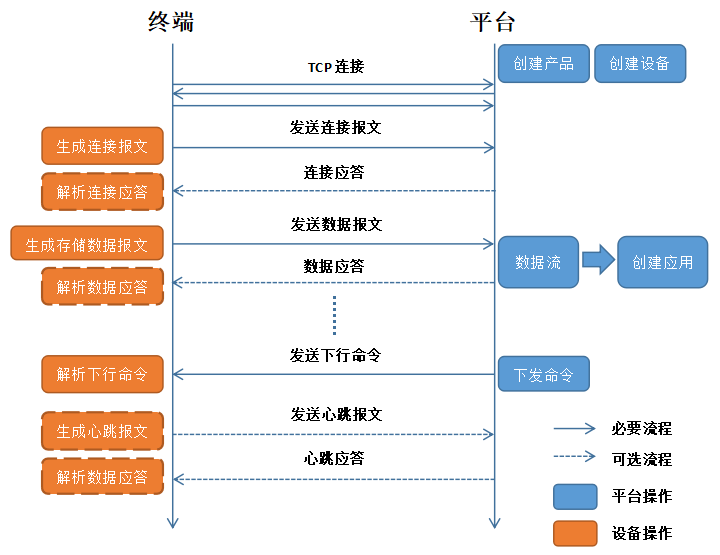 终端
平台
TCP 连接
创建产品
创建设备
发送连接报文
生成连接报文
连接应答
解析连接应答
发送数据报文
生成存储数据报文
数据流
创建应用
数据应答
解析数据应答
发送下行命令
解析下行命令
下发命令
发送心跳报文
生成心跳报文
必要流程
心跳应答
可选流程
解析数据应答
平台操作
设备操作